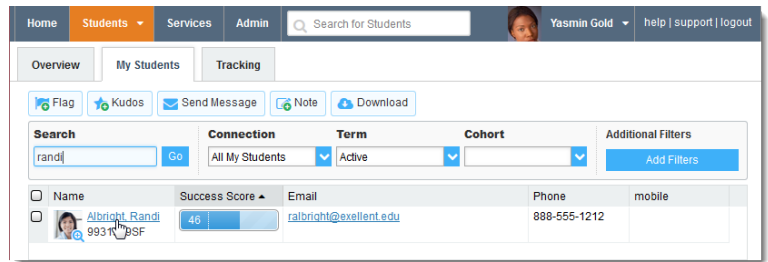 Home Students Services Admin Search for Students Yasmin Gold help | support | logout
Overview My Students Tracking
Flag Kudos Send Message Note Download
Search Connection Term Cohort Additional Filters
randi Go All My Students Active Add Filters
Name Success Score Email Phone mobile
Albright, Randi 46 ralbright@exellent.edu 888-555-1212